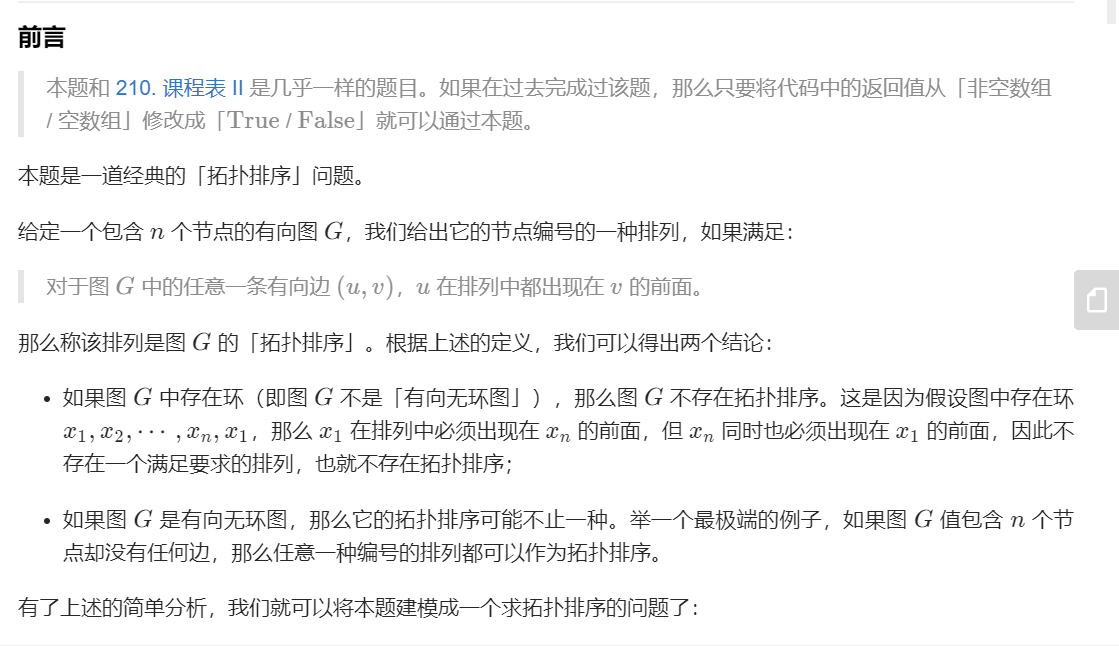 前言
本题和 210. 课程表 II 是几乎一样的题目。如果在过去完成过该题，那么只要将代码中的返回值从「非空数组
/ 空数组」修改成「True / False」就可以通过本题。
本题是一道经典的「拓扑排序」问题。
给定一个包含 n 个节点的有向图 G，我们给出它的节点编号的一种排列，如果满足：
对于图 G 中的任意一条有向边 (u, v)，u 在排列中都出现在 v 的前面。
那么称该排列是图 G 的「拓扑排序」。根据上述的定义，我们可以得出两个结论：
• 如果图 G 中存在环（即图 G 不是「有向无环图」），那么图 G 不存在拓扑排序。这是因为假设图中存在环
x₁, x₂, ⋯ , xₙ, x₁，那么 x₁ 在排列中必须出现在 xₙ 的前面，但 xₙ 同时也必须出现在 x₁ 的前面，因此不
存在一个满足要求的排列，也就不存在拓扑排序；
• 如果图 G 是有向无环图，那么它的拓扑排序可能不止一种。举一个最极端的例子，如果图 G 值包含 n 个节
点却没有任何边，那么任意一种编号的排列都可以作为拓扑排序。
有了上述的简单分析，我们就可以将本题建模成一个求拓扑排序的问题了：